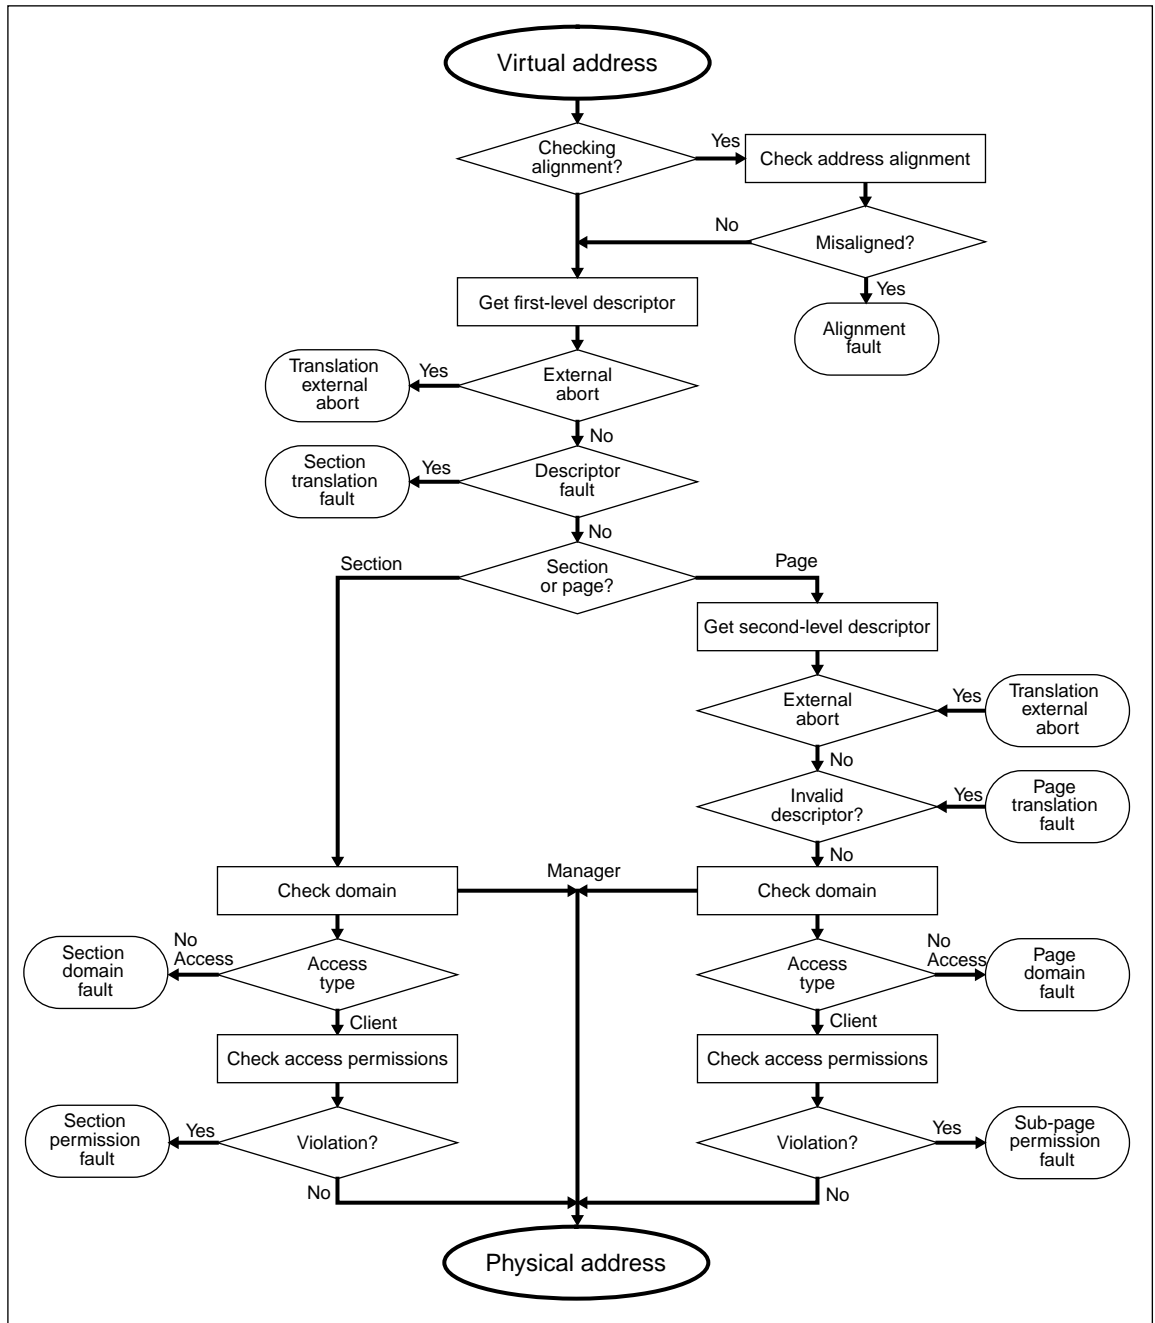 Virtual address
Checking
alignment?
Yes
Check address alignment
No
Misaligned?
Yes
Get first-level descriptor
Alignment
fault
Translation
external
abort
Yes
External
abort
No
Section
translation
fault
Yes
Descriptor
fault
No
Section
Section
or page?
Page
Get second-level descriptor
External
abort
Yes
Translation
external
abort
No
Invalid
descriptor?
Yes
Page
translation
fault
No
Manager
Check domain
Check domain
Section
domain
fault
No
Access
Access
type
Access
type
No
Access
Page
domain
fault
Client
Client
Check access permissions
Check access permissions
Section
permission
fault
Yes
Violation?
Violation?
Yes
Sub-page
permission
fault
No
No
Physical address